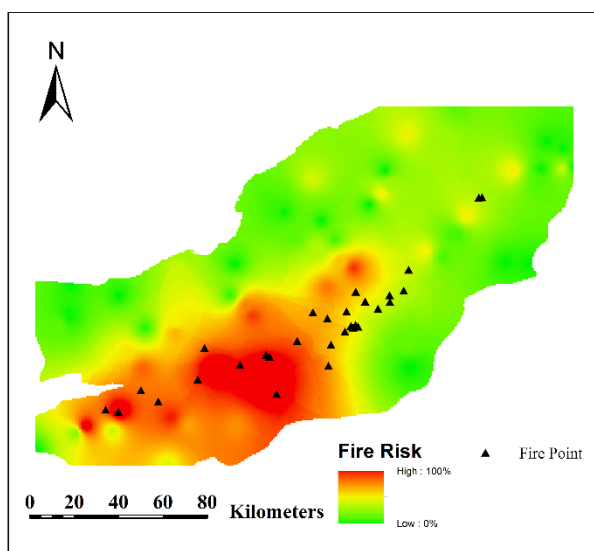 N
Fire Risk
High : 100%
Low : 0%
Fire Point
0 20 40 60 80
Kilometers